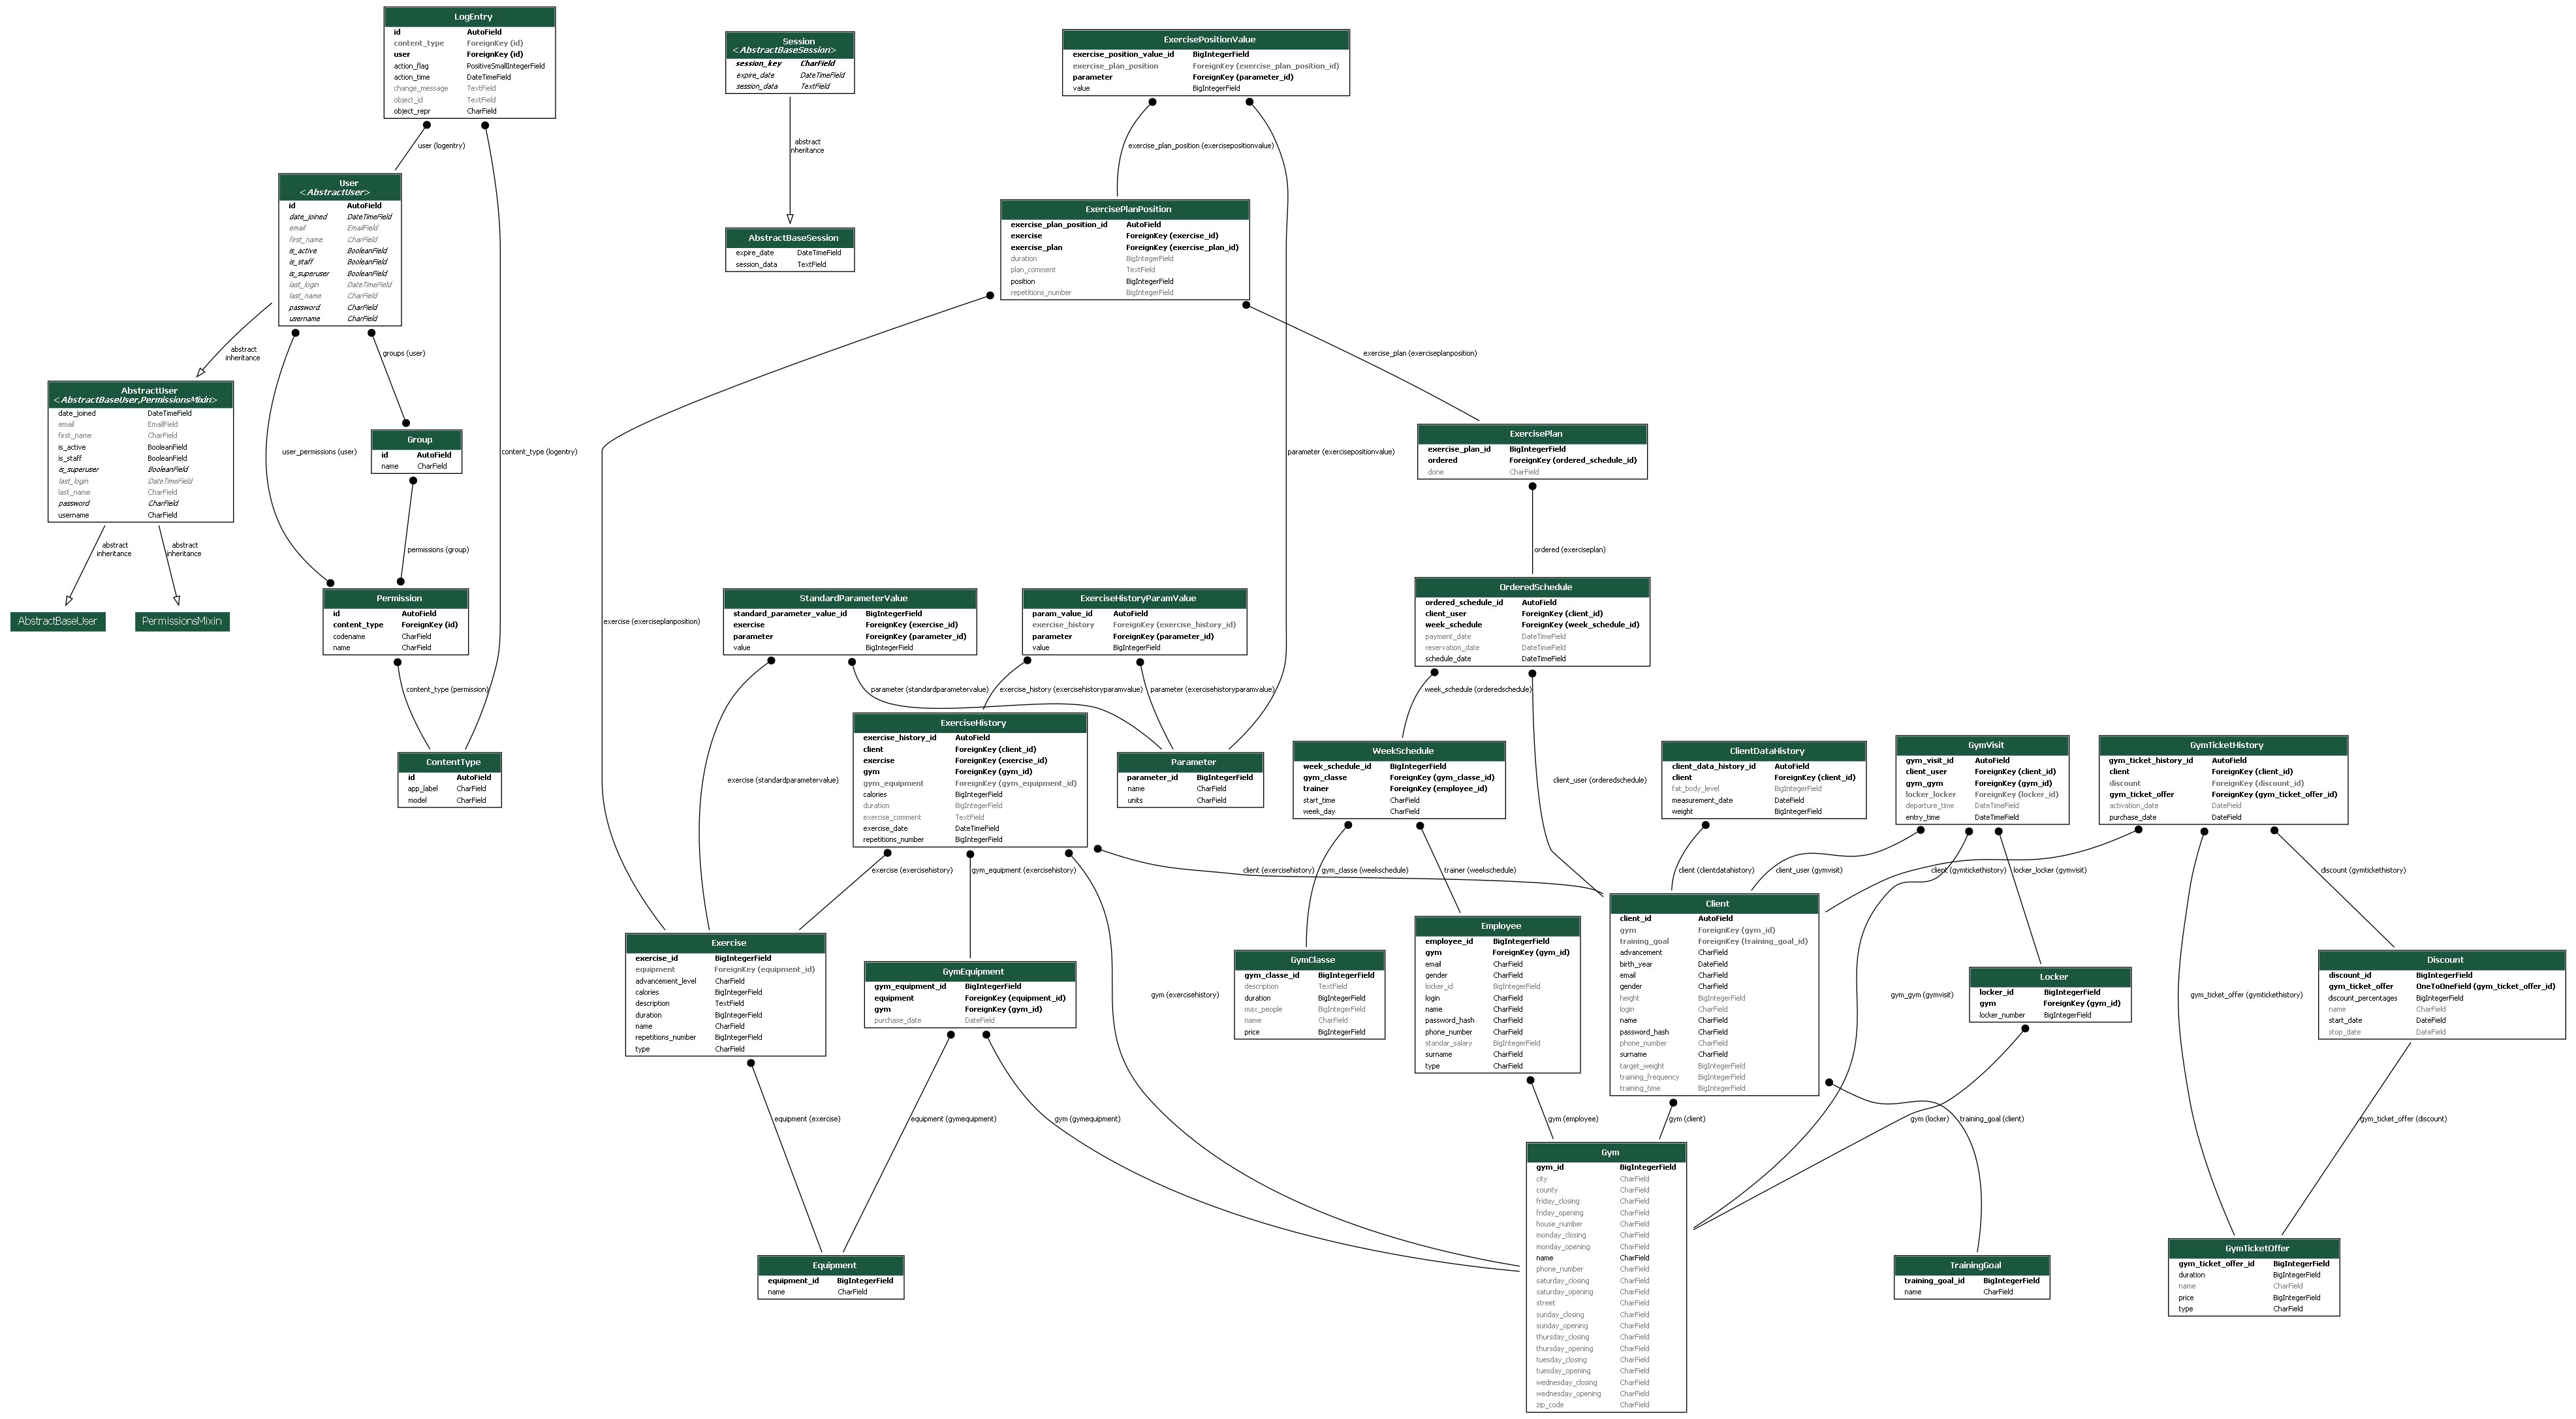 LogEntry
id AutoField
content_type ForeignKey (id)
user ForeignKey (id)
action_flag PositiveSmallIntegerField
action_time DateTimeField
change_message TextField
object_id TextField
object_repr CharField
Session
<AbstractBaseSession>
session_key CharField
expire_date DateTimeField
session_data TextField
ExercisePositionValue
exercise_position_value_id BigIntegerField
exercise_plan_position ForeignKey (exercise_plan_position_id)
parameter ForeignKey (parameter_id)
value BigIntegerField
user (logentry)
abstract
inheritance
exercise_plan_position (exercisepositionvalue)
User
<AbstractUser>
id AutoField
date_joined DateTimeField
email EmailField
first_name CharField
is_active BooleanField
is_staff BooleanField
is_superuser BooleanField
last_login DateTimeField
last_name CharField
password CharField
username CharField
AbstractBaseSession
expire_date DateTimeField
session_data TextField
ExercisePlanPosition
exercise_plan_position_id AutoField
exercise ForeignKey (exercise_id)
exercise_plan ForeignKey (exercise_plan_id)
duration BigIntegerField
plan_comment TextField
position BigIntegerField
repetitions_number BigIntegerField
abstract
inheritance
groups (user)
exercise_plan (exerciseplanposition)
AbstractUser
<AbstractBaseUser,PermissionsMixin>
date_joined DateTimeField
email EmailField
first_name CharField
is_active BooleanField
is_staff BooleanField
is_superuser BooleanField
last_login DateTimeField
last_name CharField
password CharField
username CharField
user_permissions (user)
Group
id AutoField
name CharField
content_type (logentry)
parameter (exercisepositionvalue)
ExercisePlan
exercise_plan_id BigIntegerField
ordered ForeignKey (ordered_schedule_id)
done CharField
abstract
inheritance
abstract
inheritance
permissions (group)
ordered (exerciseplan)
AbstractBaseUser
PermissionsMixin
Permission
id AutoField
content_type ForeignKey (id)
codename CharField
name CharField
exercise (exerciseplanposition)
StandardParameterValue
standard_parameter_value_id BigIntegerField
exercise ForeignKey (exercise_id)
parameter ForeignKey (parameter_id)
value BigIntegerField
ExerciseHistoryParamValue
param_value_id AutoField
exercise_history ForeignKey (exercise_history_id)
parameter ForeignKey (parameter_id)
value BigIntegerField
OrderedSchedule
ordered_schedule_id AutoField
client_user ForeignKey (client_id)
week_schedule ForeignKey (week_schedule_id)
payment_date DateTimeField
reservation_date DateTimeField
schedule_date DateTimeField
content_type (permission)
parameter (standardparametervalue)
exercise_history (exercisehistoryparamvalue)
parameter (exercisehistoryparamvalue)
week_schedule (orderedschedule)
ContentType
id AutoField
app_label CharField
model CharField
exercise (standardparametervalue)
ExerciseHistory
exercise_history_id AutoField
client ForeignKey (client_id)
exercise ForeignKey (exercise_id)
gym ForeignKey (gym_id)
gym_equipment ForeignKey (gym_equipment_id)
calories BigIntegerField
duration BigIntegerField
exercise_comment TextField
exercise_date DateTimeField
repetitions_number BigIntegerField
Parameter
parameter_id BigIntegerField
name CharField
units CharField
WeekSchedule
week_schedule_id BigIntegerField
gym_classe ForeignKey (gym_classe_id)
trainer ForeignKey (employee_id)
start_time CharField
week_day CharField
client_user (orderedschedule)
ClientDataHistory
client_data_history_id AutoField
client ForeignKey (client_id)
fat_body_level BigIntegerField
measurement_date DateField
weight BigIntegerField
GymVisit
gym_visit_id AutoField
client_user ForeignKey (client_id)
gym_gym ForeignKey (gym_id)
locker_locker ForeignKey (locker_id)
departure_time DateTimeField
entry_time DateTimeField
GymTicketHistory
gym_ticket_history_id AutoField
client ForeignKey (client_id)
discount ForeignKey (discount_id)
gym_ticket_offer ForeignKey (gym_ticket_offer_id)
activation_date DateField
purchase_date DateField
exercise (exercisehistory)
gym_equipment (exercisehistory)
client (exercisehistory)
gym_classe (weekschedule)
trainer (weekschedule)
client (clientdatahistory)
client_user (gymvisit)
client (gymtickethistory)
locker_locker (gymvisit)
discount (gymtickethistory)
Exercise
exercise_id BigIntegerField
equipment ForeignKey (equipment_id)
advancement_level CharField
calories BigIntegerField
description TextField
duration BigIntegerField
name CharField
repetitions_number BigIntegerField
type CharField
GymEquipment
gym_equipment_id BigIntegerField
equipment ForeignKey (equipment_id)
gym ForeignKey (gym_id)
purchase_date DateField
gym (exercisehistory)
GymClasse
gym_classe_id BigIntegerField
description TextField
duration BigIntegerField
max_people BigIntegerField
name CharField
price BigIntegerField
Employee
employee_id BigIntegerField
gym ForeignKey (gym_id)
email CharField
gender CharField
locker_id BigIntegerField
login CharField
name CharField
password_hash CharField
phone_number CharField
standar_salary BigIntegerField
surname CharField
type CharField
Client
client_id AutoField
gym ForeignKey (gym_id)
training_goal ForeignKey (training_goal_id)
advancement CharField
birth_year DateField
email CharField
gender CharField
height BigIntegerField
login CharField
name CharField
password_hash CharField
phone_number CharField
surname CharField
target_weight BigIntegerField
training_frequency BigIntegerField
training_time BigIntegerField
gym_gym (gymvisit)
Locker
locker_id BigIntegerField
gym ForeignKey (gym_id)
locker_number BigIntegerField
gym_ticket_offer (gymtickethistory)
Discount
discount_id BigIntegerField
gym_ticket_offer OneToOneField (gym_ticket_offer_id)
discount_percentages BigIntegerField
name CharField
start_date DateField
stop_date DateField
equipment (exercise)
equipment (gymequipment)
gym (gymequipment)
gym (employee)
gym (client)
gym (locker)
training_goal (client)
gym_ticket_offer (discount)
Equipment
equipment_id BigIntegerField
name CharField
Gym
gym_id BigIntegerField
city CharField
county CharField
friday_closing CharField
friday_opening CharField
house_number CharField
monday_closing CharField
monday_opening CharField
name CharField
phone_number CharField
saturday_closing CharField
saturday_opening CharField
street CharField
sunday_closing CharField
sunday_opening CharField
thursday_closing CharField
thursday_opening CharField
tuesday_closing CharField
tuesday_opening CharField
wednesday_closing CharField
wednesday_opening CharField
zip_code CharField
TrainingGoal
training_goal_id BigIntegerField
name CharField
GymTicketOffer
gym_ticket_offer_id BigIntegerField
duration BigIntegerField
name CharField
price BigIntegerField
type CharField